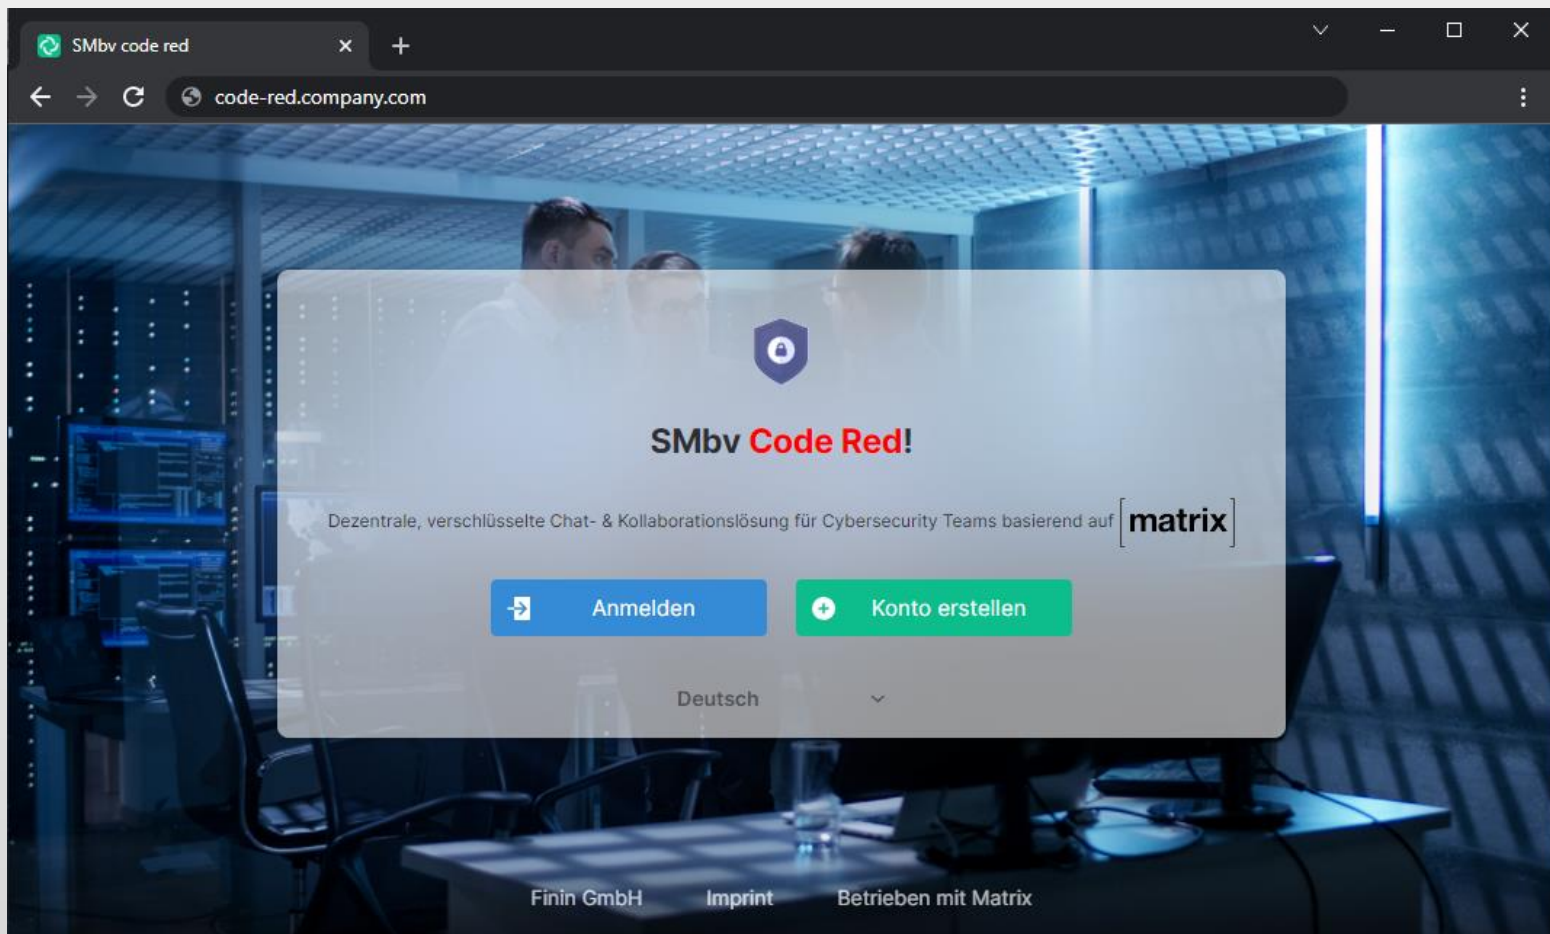 SMbv code red
code-red.company.com
SMbv Code Red!
Dezentrale, verschlüsselte Chat- & Kollaborationslösung für Cybersecurity Teams basierend auf [matrix]
Anmelden
Konto erstellen
Deutsch
Finin GmbH Imprint Betrieben mit Matrix